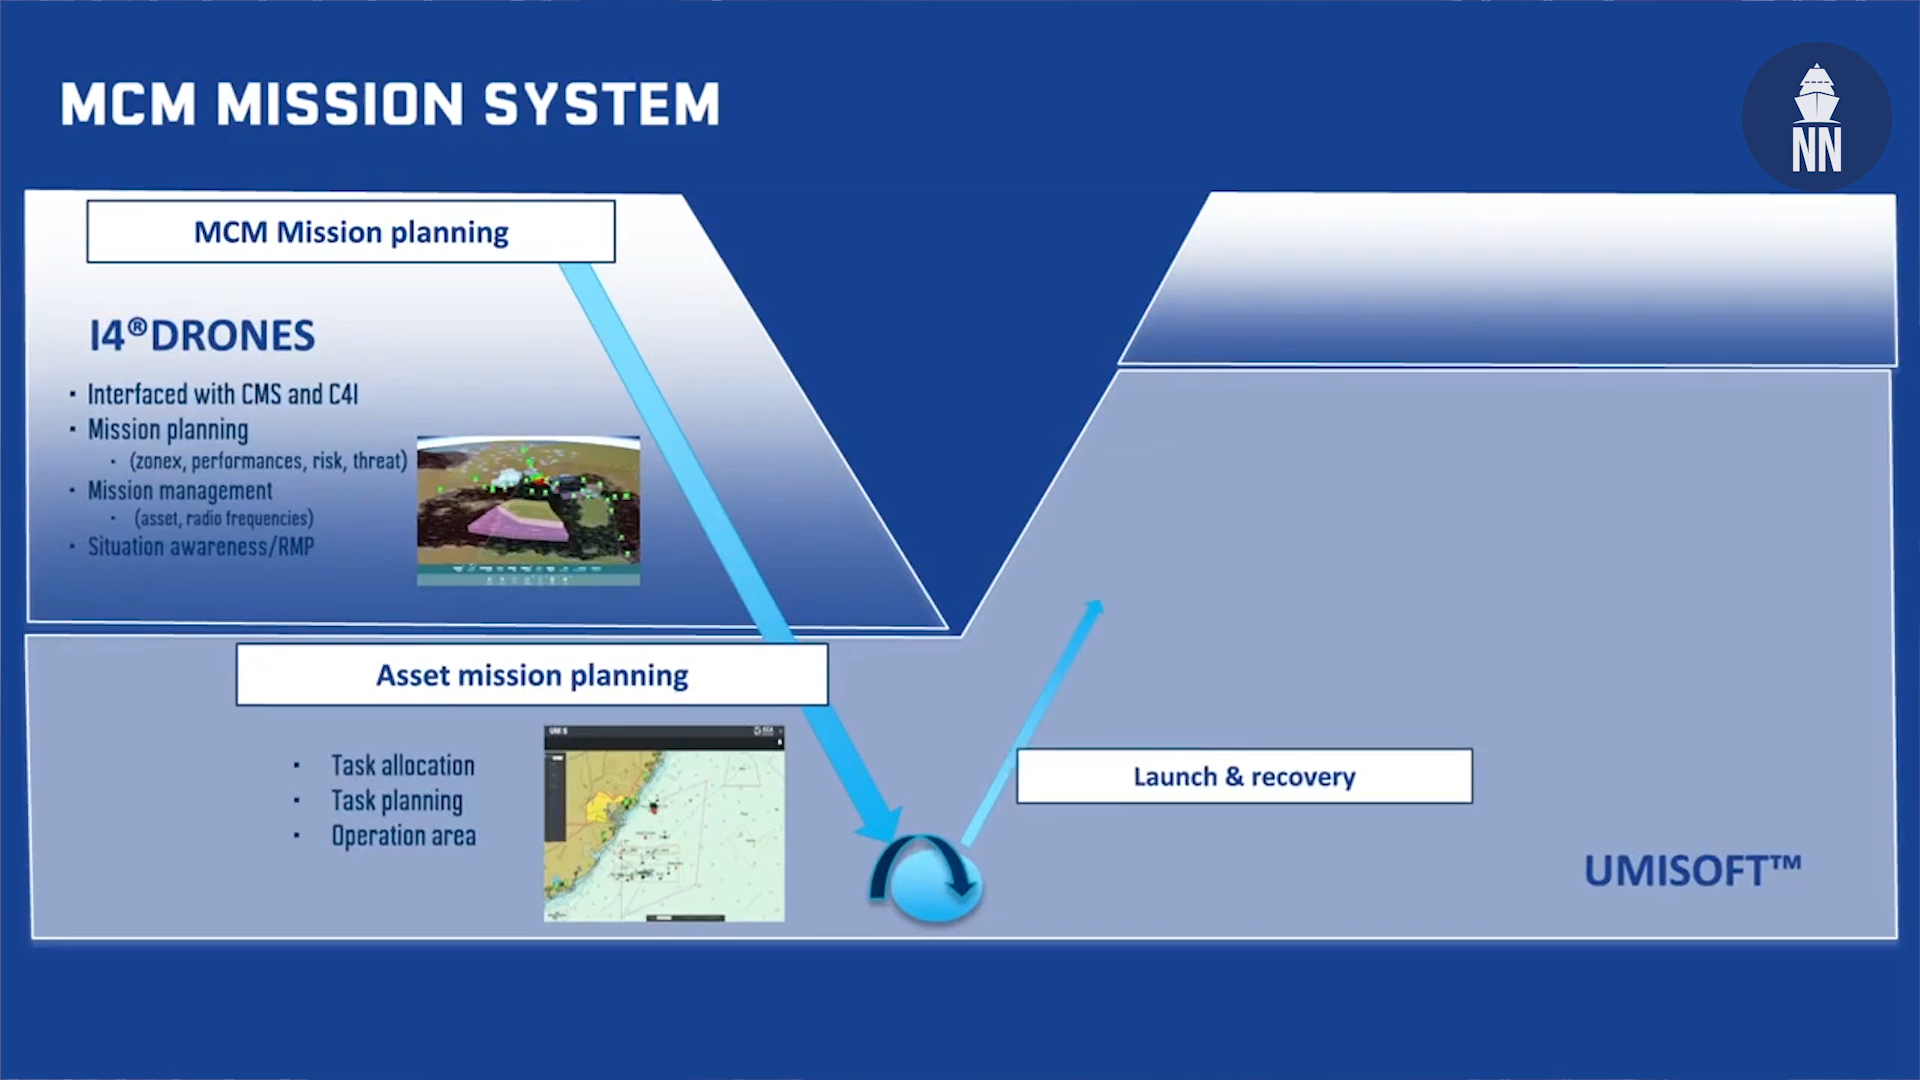 MCM MISSION SYSTEM
NN
MCM Mission planning
I4®DRONES
· Interfaced with CMS and C4I
· Mission planning
· (zonex, performances, risk, threat)
· Mission management
· (asset, radio frequencies)
· Situation awareness/RMP
Asset mission planning
· Task allocation
· Task planning
· Operation area
Launch & recovery
UMISOFT™